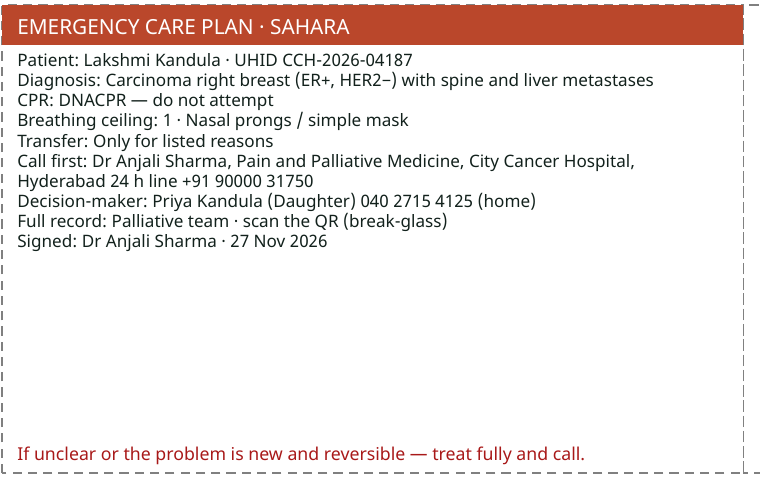 EMERGENCY CARE PLAN · SAHARA
Patient: Lakshmi Kandula · UHID CCH-2026-04187
Diagnosis: Carcinoma right breast (ER+, HER2−) with spine and liver metastases
CPR: DNACPR — do not attempt
Breathing ceiling: 1 · Nasal prongs / simple mask
Transfer: Only for listed reasons
Call first: Dr Anjali Sharma, Pain and Palliative Medicine, City Cancer Hospital,
Hyderabad 24 h line +91 90000 31750
Decision-maker: Priya Kandula (Daughter) 040 2715 4125 (home)
Full record: Palliative team · scan the QR (break-glass)
Signed: Dr Anjali Sharma · 27 Nov 2026
If unclear or the problem is new and reversible — treat fully and call.